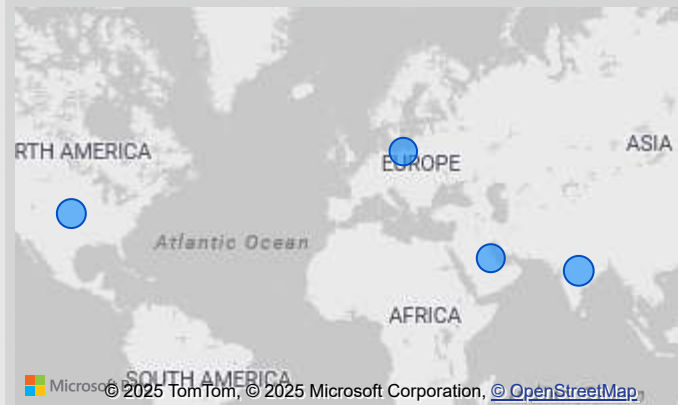 RTH AMERICA
EUROPE
ASIA
Atlantic Ocean
AFRICA
SOUTH AMERICA
Microsoft
© 2025 TomTom, © 2025 Microsoft Corporation, © OpenStreetMap